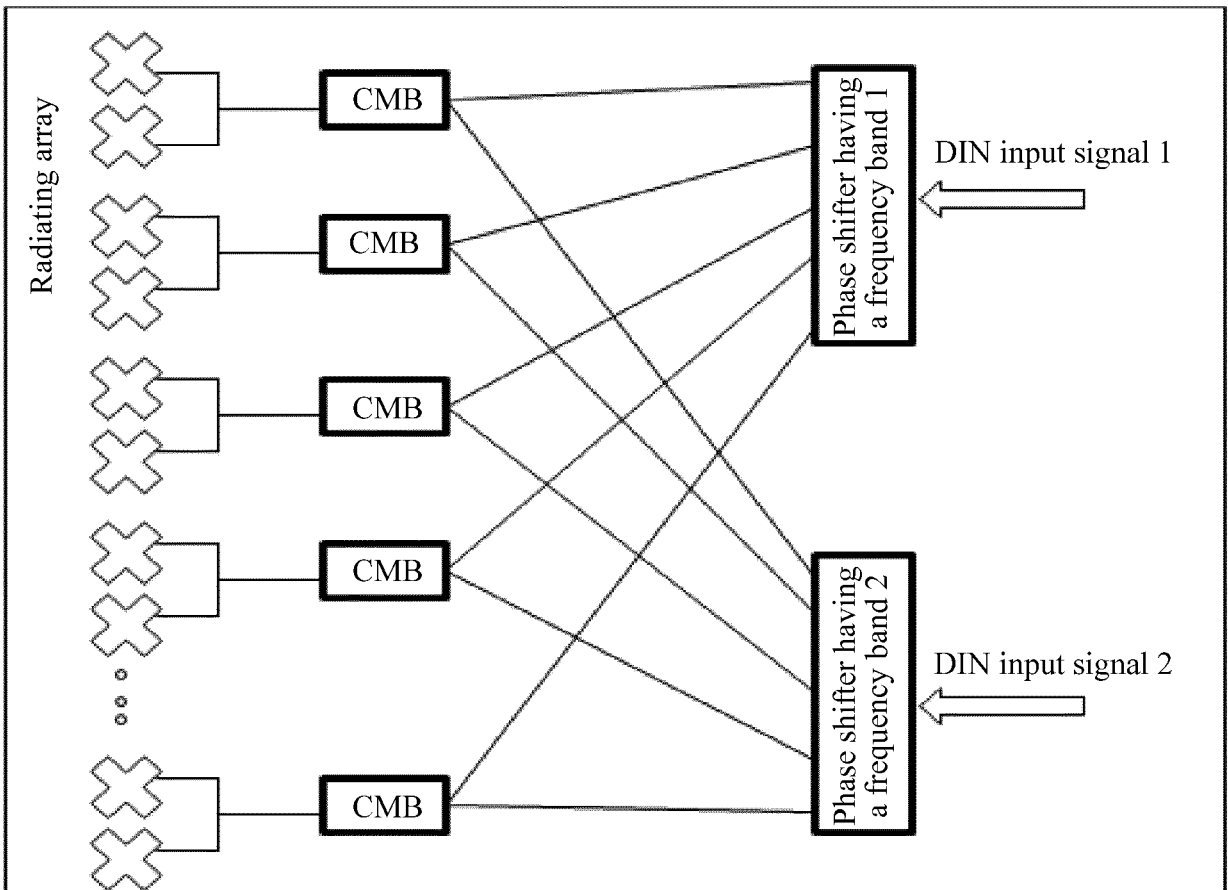 Radiating array
CMB
CMB
CMB
CMB
CMB
Phase shifter having
a frequency band 1
DIN input signal 1
Phase shifter having
a frequency band 2
DIN input signal 2